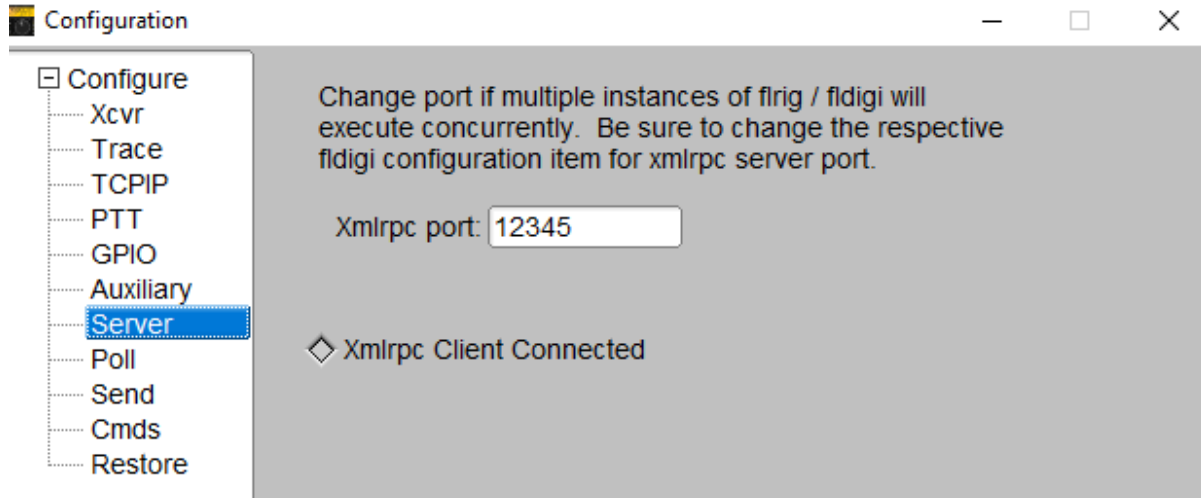 Configuration
Configure
Xcvr
Trace
TCPIP
PTT
GPIO
Auxiliary
Server
Poll
Send
Cmds
Restore
Change port if multiple instances of flrig / fldigi will
execute concurrently.  Be sure to change the respective
fldigi configuration item for xmlrpc server port.
Xmlrpc port: 12345
Xmlrpc Client Connected